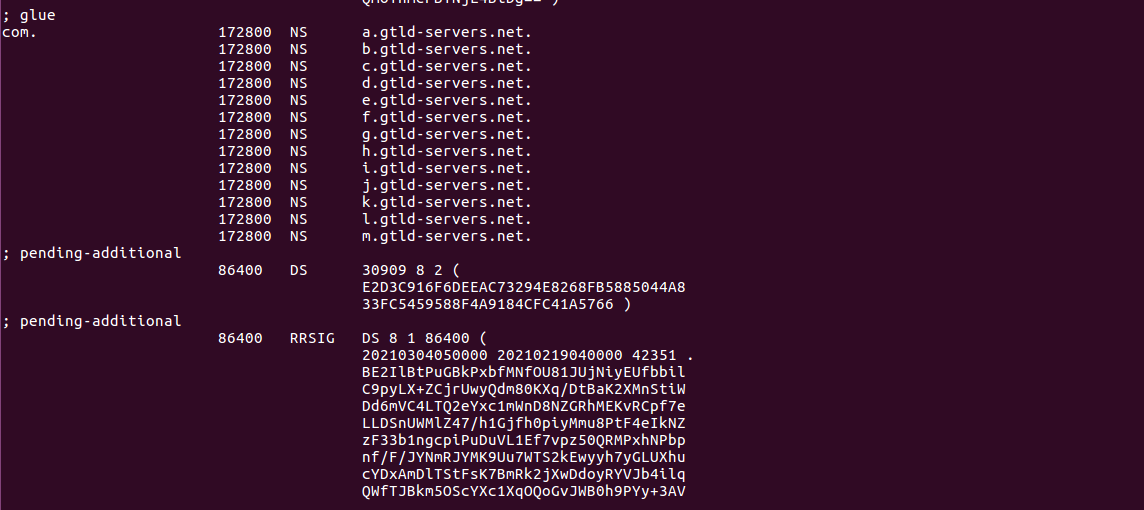 ; glue
com. 172800 NS a.gtld-servers.net.
172800 NS b.gtld-servers.net.
172800 NS c.gtld-servers.net.
172800 NS d.gtld-servers.net.
172800 NS e.gtld-servers.net.
172800 NS f.gtld-servers.net.
172800 NS g.gtld-servers.net.
172800 NS h.gtld-servers.net.
172800 NS i.gtld-servers.net.
172800 NS j.gtld-servers.net.
172800 NS k.gtld-servers.net.
172800 NS l.gtld-servers.net.
172800 NS m.gtld-servers.net.
; pending-additional
86400 DS 30909 8 2 (
E2D3C916F6DEEAC73294E8268FB5885044A8
33FC5459588F4A9184CFC41A5766 )
; pending-additional
86400 RRSIG DS 8 1 86400 (
20210304050000 20210219040000 42351 .
BE2IlBtPuGBkPxbfMNfOU81JUjNiyEUfbbil
C9pyLX+ZCjrUwyQdm80KXq/DtBaK2XMnStiW
Dd6mVC4LTQ2eYxc1mWnD8NZGRhMEKvRCpf7e
LLDSnUWMlZ47/h1Gjfh0piyMmu8PtF4eIkNZ
zF33b1ngcpiPuDuVL1Ef7vpz50QRMPxhNPbp
nf/F/JYNmRJYMK9Uu7WTS2kEwyyh7yGLUXhu
cYDxAmDlTStFsK7BmRk2jXwDdoyRYVJb4ilq
QWfTJBkm5OScYXc1XqOQoGvJWB0h9PYy+3AV